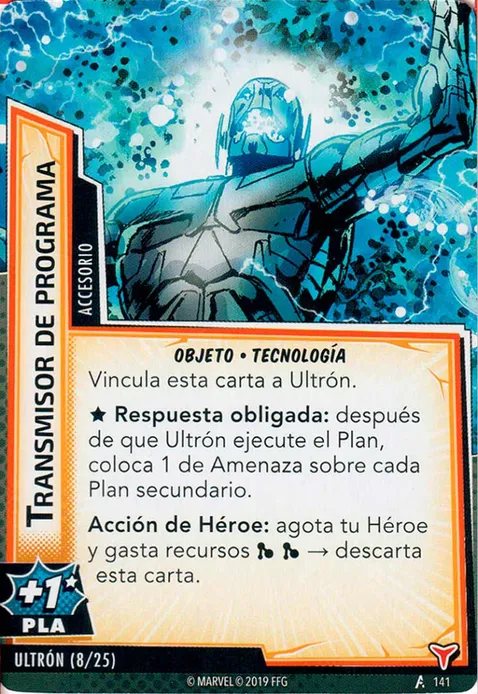 TRANSMISOR DE PROGRAMA
ACCESORIO
OBJETO • TECNOLOGÍA
Vincula esta carta a Ultrón.
★ Respuesta obligada: después
de que Ultrón ejecute el Plan,
coloca 1 de Amenaza sobre cada
Plan secundario.
Acción de Héroe: agota tu Héroe
y gasta recursos → descarta
esta carta.
+1★
PLA
ULTRÓN (8/25)
© MARVEL © 2019 FFG
141